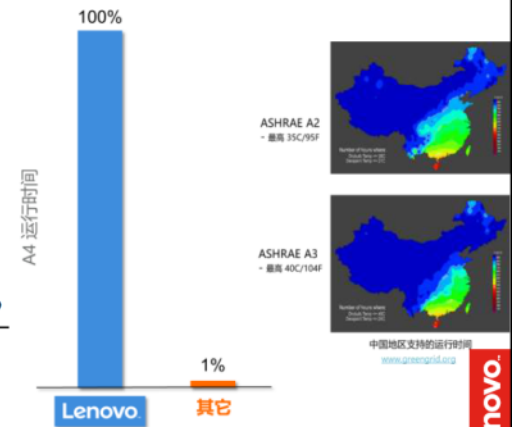 100%
A4 运行时间
1%
Lenovo.
其它
ASHRAE A2
- 最高 35C/95F
ASHRAE A3
- 最高 40C/104F
中国地区支持的运行时间
www.greengrid.org
novo.